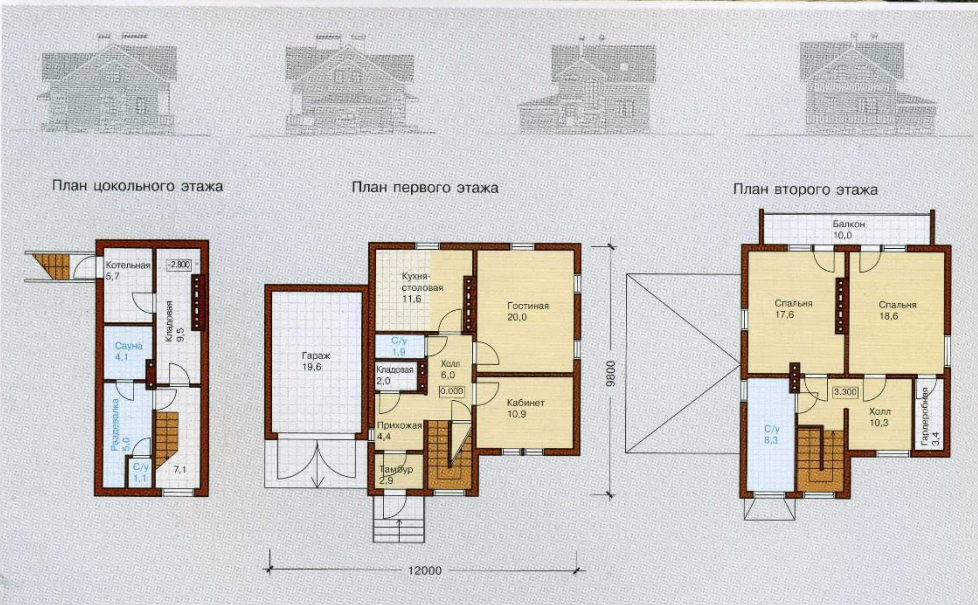 План цокольного этажа
Котельная
5,7
-2.800
Кладовая
9,5
Сауна
4,1
Раздевалка
5,0
С/у
1,1
7,1
План первого этажа
Кухня-
столовая
11,6
Гостиная
20,0
Гараж
19,6
С/у
1,9
Холл
6,0
Кладовая
2,0
0.000
Кабинет
10,9
Прихожая
4,4
Тамбур
2,9
9800
12000
План второго этажа
Балкон
10,0
Спальня
17,6
Спальня
18,6
3.300
Холл
10,3
Гардеробная
3,4
С/у
8,3